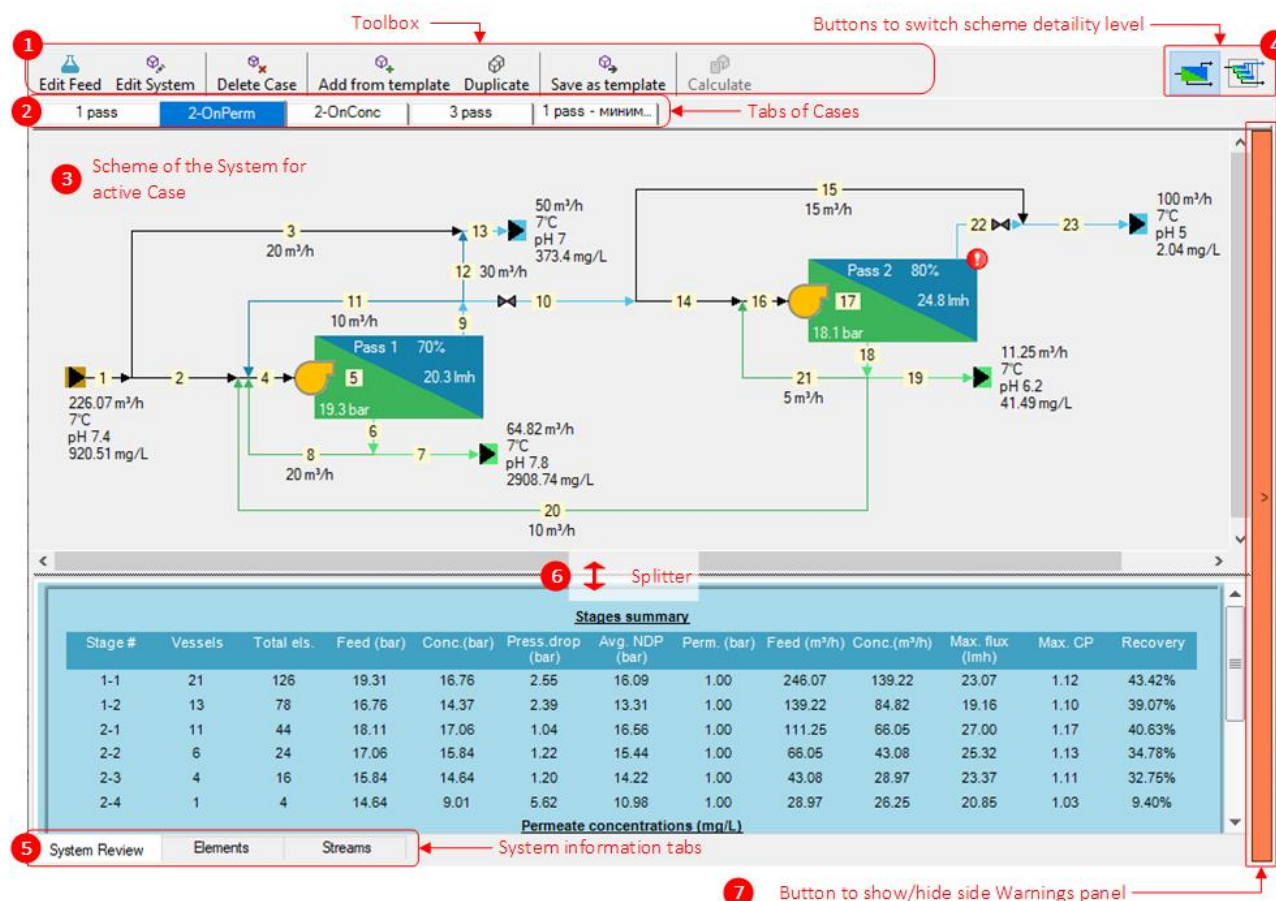 Toolbox
Buttons to switch scheme detaility level
1
4
Edit Feed Edit System Delete Case Add from template Duplicate Save as template Calculate
2
1 pass 2-OnPerm 2-OnConc 3 pass 1 pass - миним...
Tabs of Cases
3
Scheme of the System for
active Case
3
20 m³/h
13
50 m³/h
7°C
pH 7
373.4 mg/L
12 30 m³/h
15
15 m³/h
22
23
100 m³/h
7°C
pH 5
2.04 mg/L
11
10 m³/h
10
9
14
16
17
Pass 2 80%
24.8 lmh
18.1 bar
1
2
4
5
Pass 1 70%
20.3 lmh
19.3 bar
226.07 m³/h
7°C
pH 7.4
920.51 mg/L
6
8
20 m³/h
7
64.82 m³/h
7°C
pH 7.8
2908.74 mg/L
18
21
5 m³/h
19
11.25 m³/h
7°C
pH 6.2
41.49 mg/L
20
10 m³/h
6
Splitter
Stages summary
Stage # Vessels Total els. Feed (bar) Conc.(bar) Press.drop (bar) Avg. NDP (bar) Perm. (bar) Feed (m³/h) Conc.(m³/h) Max. flux (lmh) Max. CP Recovery
1-1 21 126 19.31 16.76 2.55 16.09 1.00 246.07 139.22 23.07 1.12 43.42%
1-2 13 78 16.76 14.37 2.39 13.31 1.00 139.22 84.82 19.16 1.10 39.07%
2-1 11 44 18.11 17.06 1.04 16.56 1.00 111.25 66.05 27.00 1.17 40.63%
2-2 6 24 17.06 15.84 1.22 15.44 1.00 66.05 43.08 25.32 1.13 34.78%
2-3 4 16 15.84 14.64 1.20 14.22 1.00 43.08 28.97 23.37 1.11 32.75%
2-4 1 4 14.64 9.01 5.62 10.98 1.00 28.97 26.25 20.85 1.03 9.40%
Permeate concentrations (mg/L)
5
System Review Elements Streams
System information tabs
7
Button to show/hide side Warnings panel